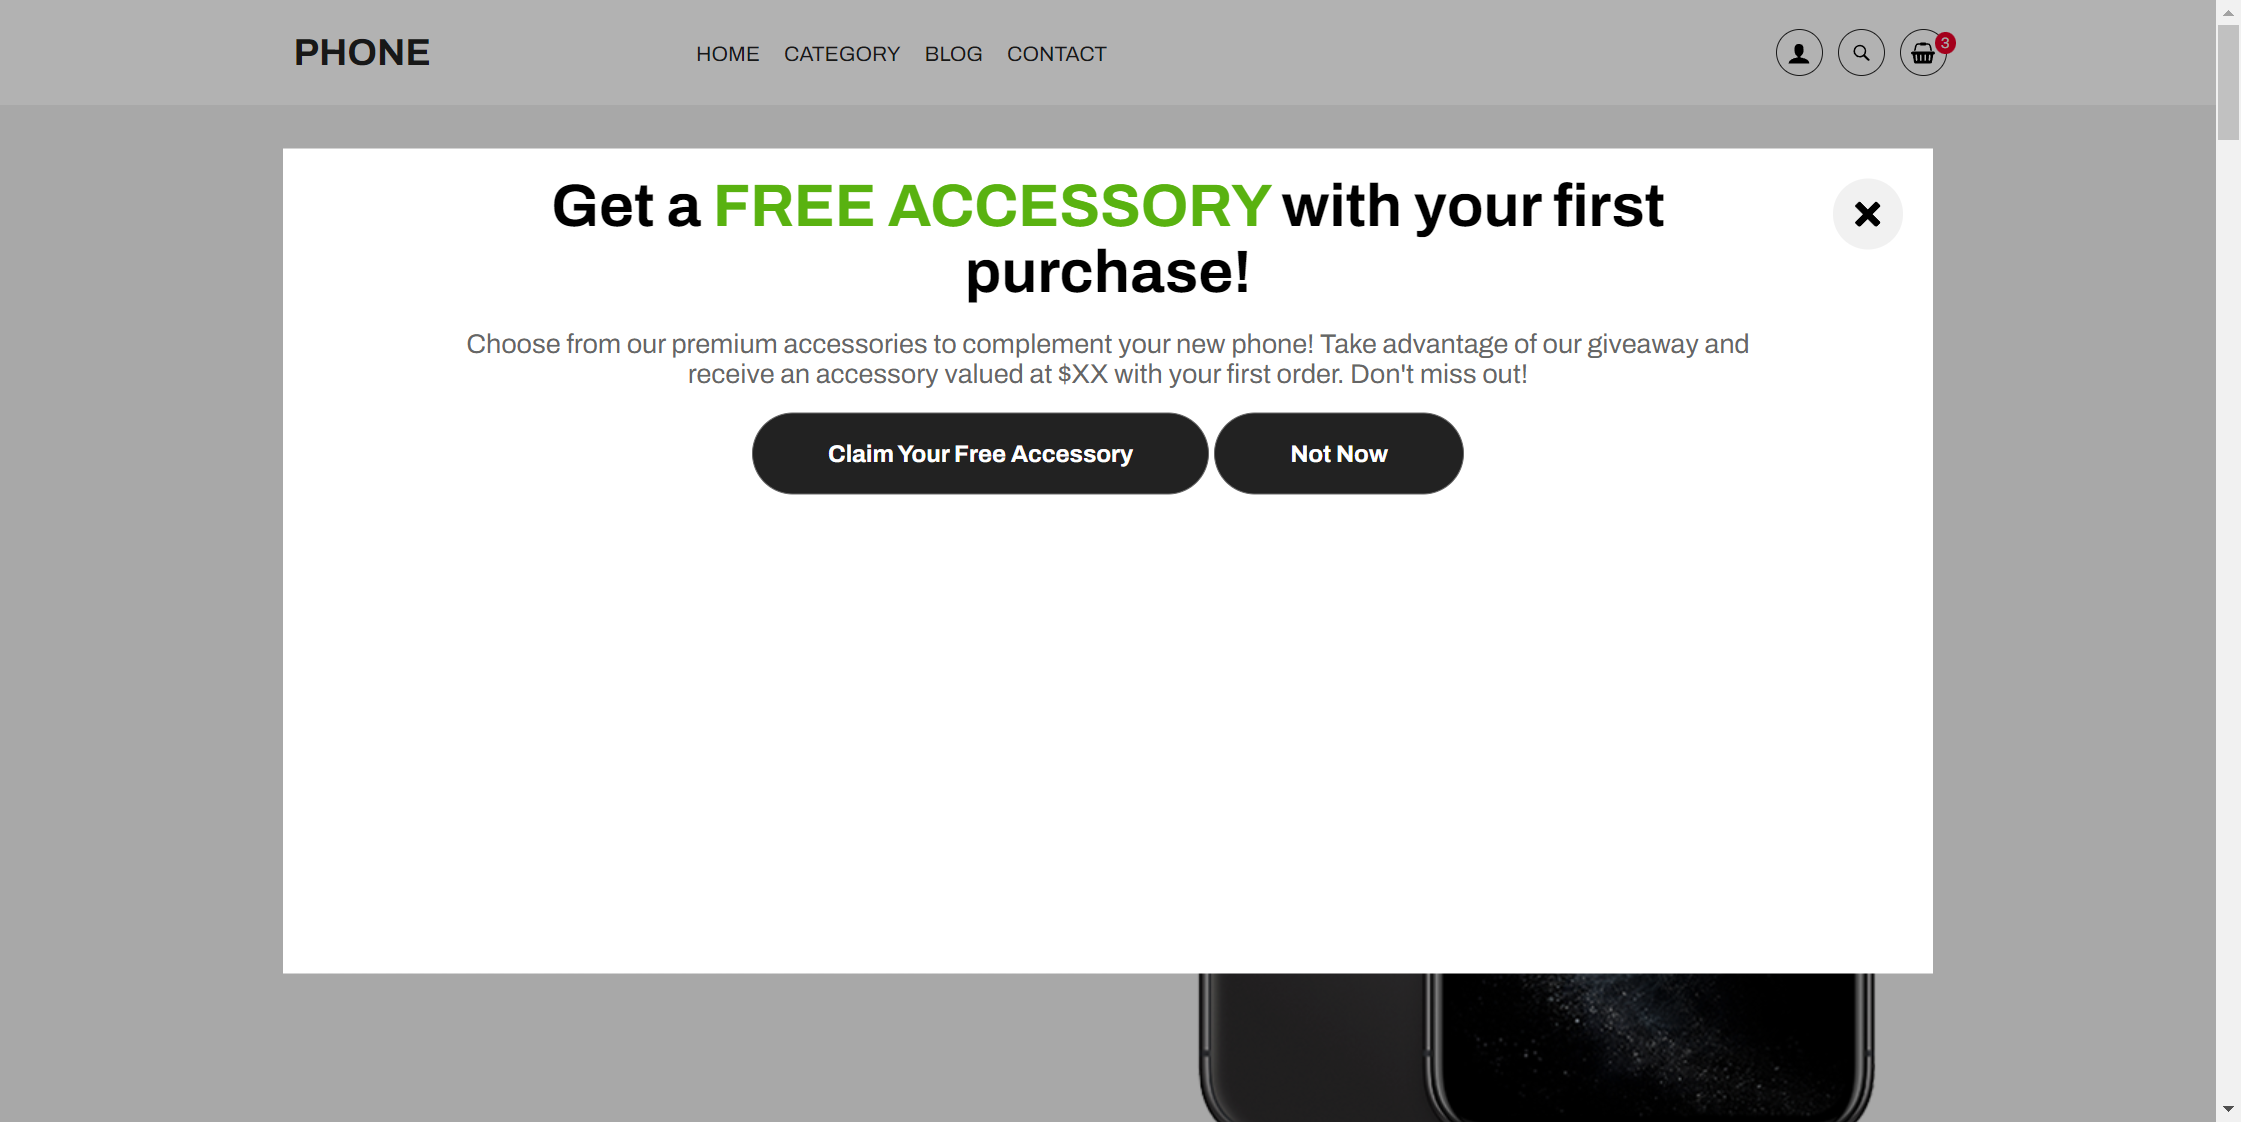 PHONE
HOME CATEGORY BLOG CONTACT
3
Get a FREE ACCESSORY with your first
purchase!
Choose from our premium accessories to complement your new phone! Take advantage of our giveaway and
receive an accessory valued at $XX with your first order. Don't miss out!
Claim Your Free Accessory
Not Now